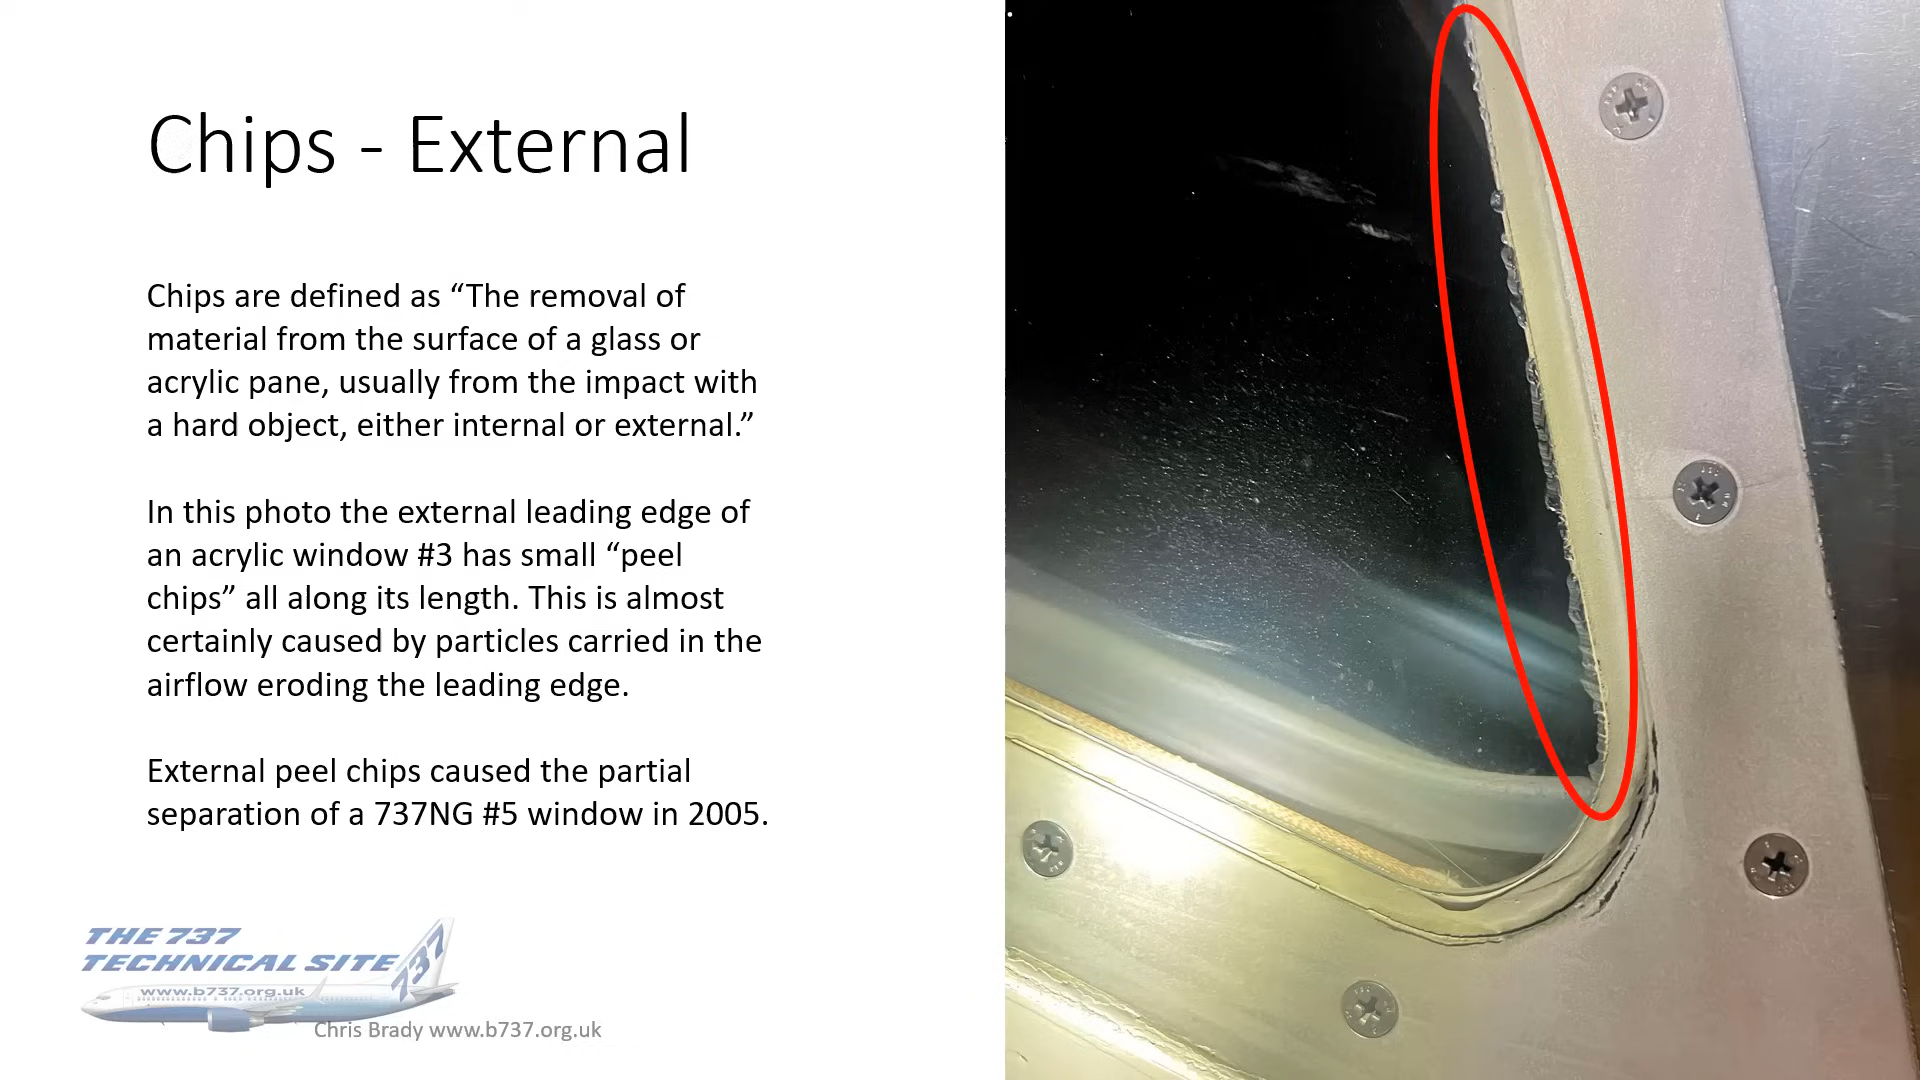 Chips - External
Chips are defined as “The removal of
material from the surface of a glass or
acrylic pane, usually from the impact with
a hard object, either internal or external.”
In this photo the external leading edge of
an acrylic window #3 has small “peel
chips” all along its length. This is almost
certainly caused by particles carried in the
airflow eroding the leading edge.
External peel chips caused the partial
separation of a 737NG #5 window in 2005.
THE 737
TECHNICAL SITE
737
www.b737.org.uk
Chris Brady www.b737.org.uk